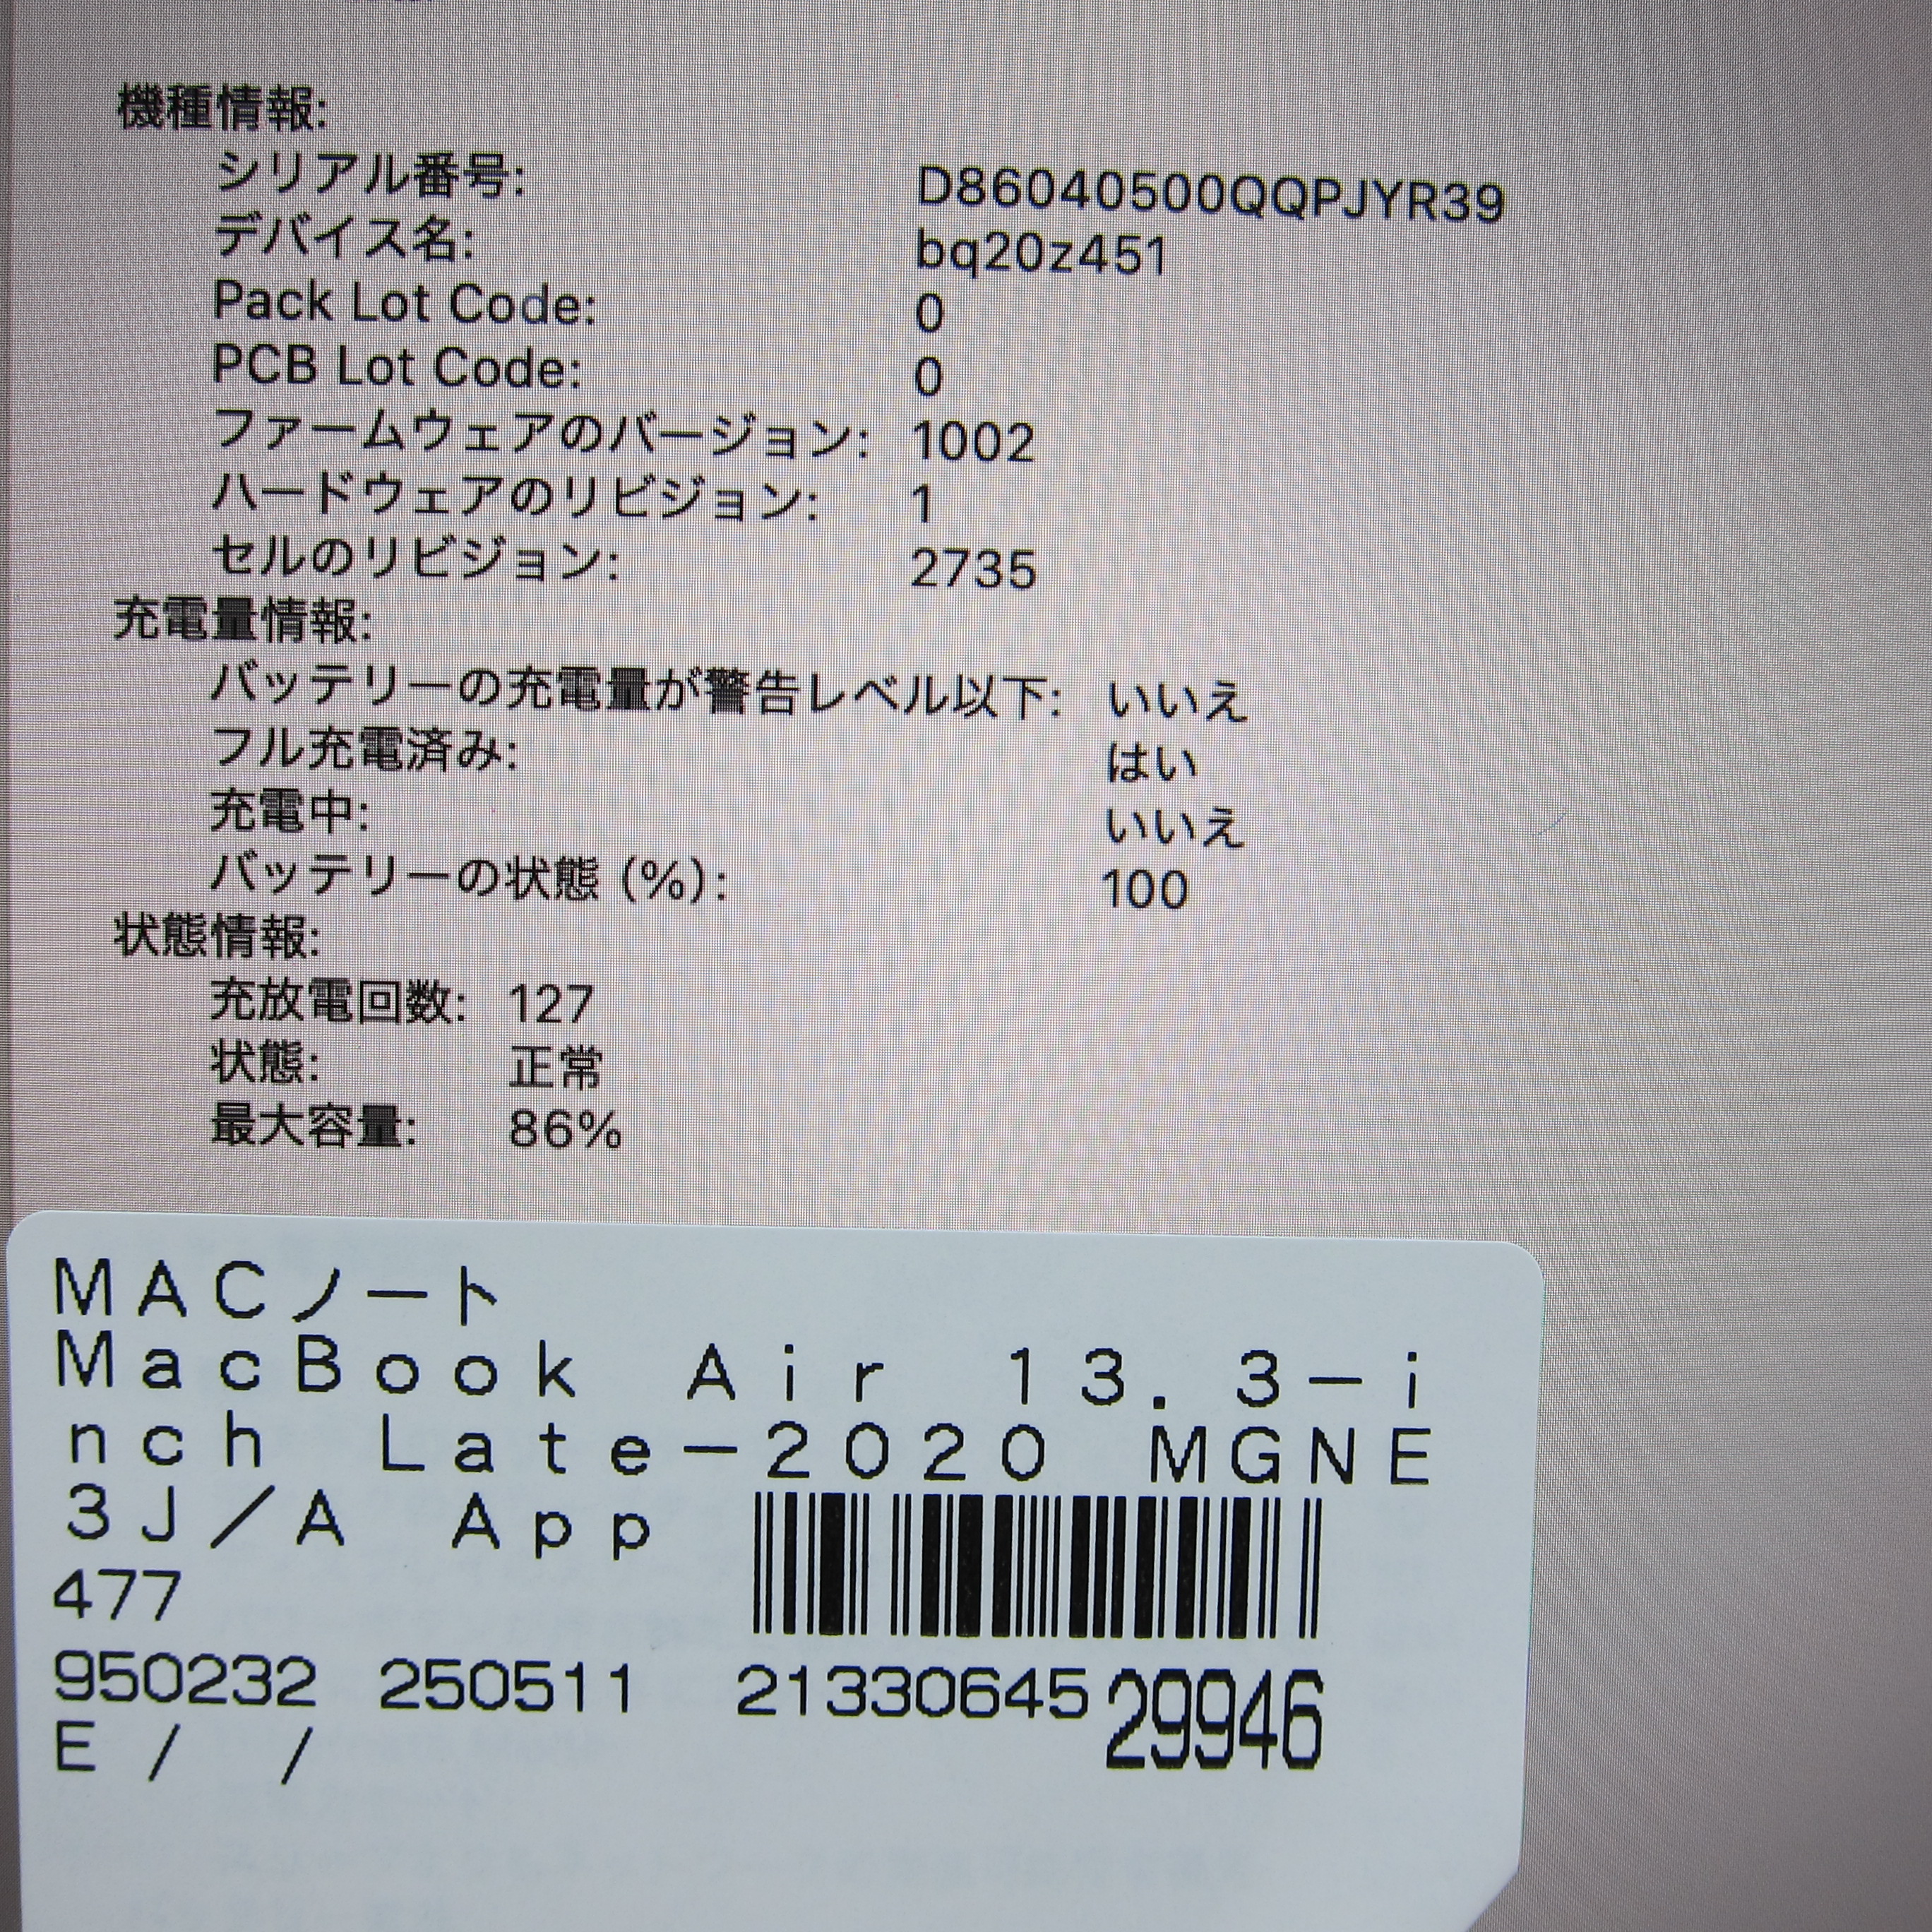 機種情報:
シリアル番号: D86040500QQPJYR39
デバイス名: bq20z451
Pack Lot Code: 0
PCB Lot Code: 0
ファームウェアのバージョン: 1002
ハードウェアのリビジョン: 1
セルのリビジョン: 2735
充電量情報:
バッテリーの充電量が警告レベル以下: いいえ
フル充電済み: はい
充電中: いいえ
バッテリーの状態 (%): 100
状態情報:
充放電回数: 127
状態: 正常
最大容量: 86%
MACノート
MacBook Air 13.3-i
nch Late-2020 MGNE
3J/A App
477
950232 250511 21330645 29946
E / /